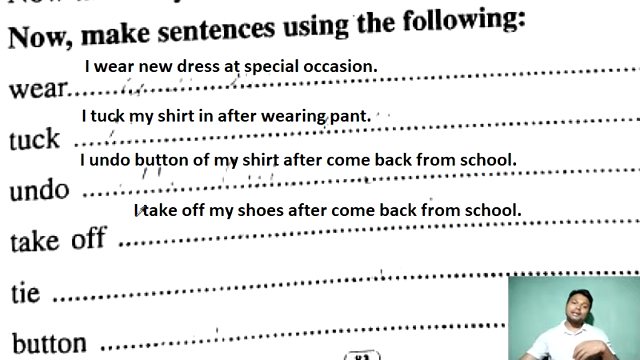 Now, make sentences using the following:
I wear new dress at special occasion.
wear
I tuck my shirt in after wearing pant.
tuck
I undo button of my shirt after come back from school.
undo
I take off my shoes after come back from school.
take off
tie
button